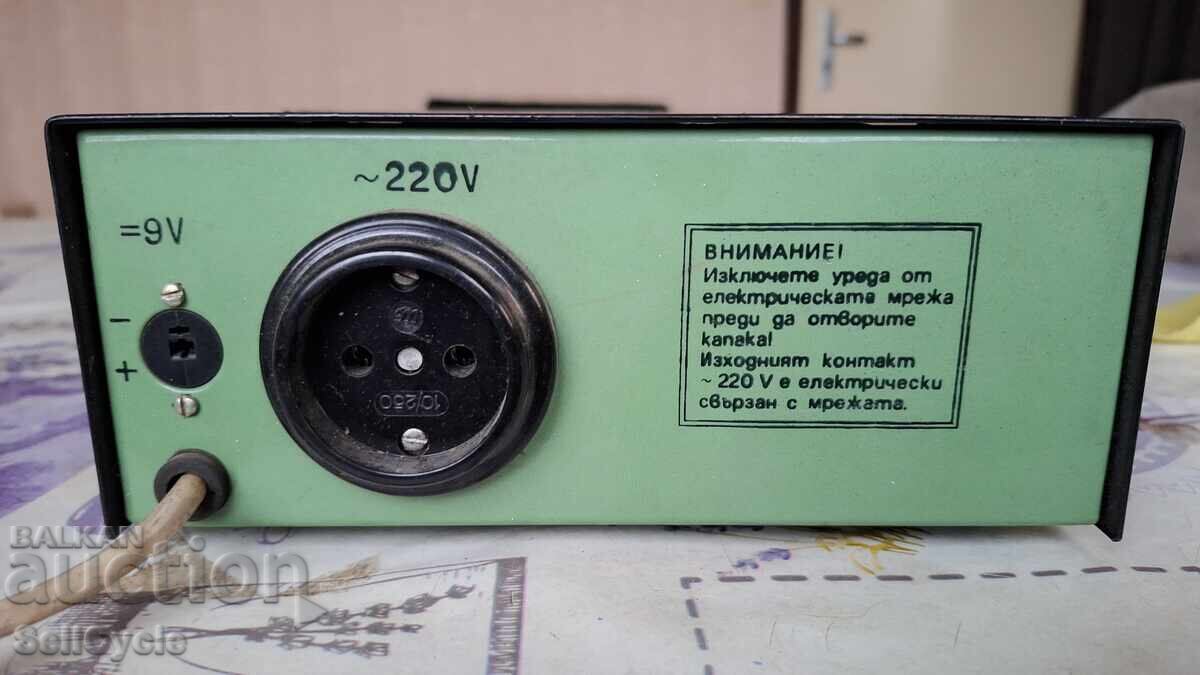 ~220V
=9V
−
+
10/250
ВНИМАНИЕ!
Изключете уреда от
електрическата мрежа
преди да отворите
капака!
Изходният контакт
~ 220 V е електрически
свързан с мрежата.
BALKAN
auction
SellCycle